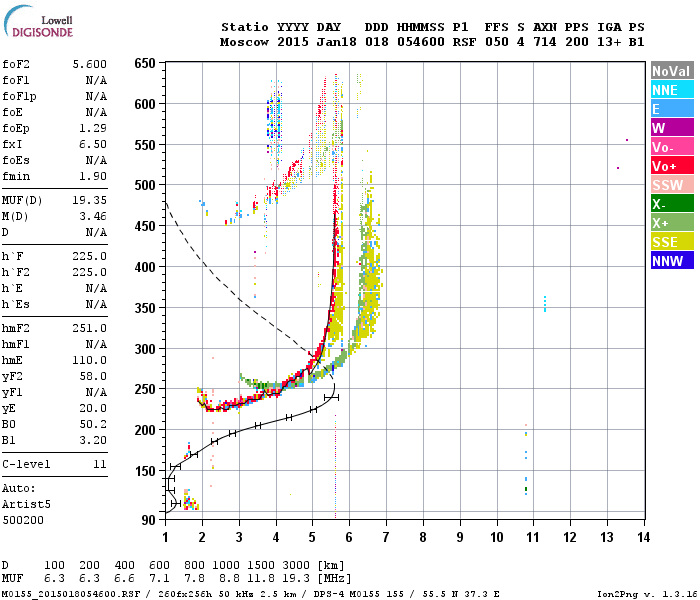 Lowell
DIGISONDE
Statio YYYY DAY DDD HHMMSS P1 FFS S AXN PPS IGA PS
Moscow 2015 Jan18 018 054600 RSF 050 4 714 200 13+ B1
foF2 5.600
foF1 N/A
foF1p N/A
foE N/A
foEp 1.29
fxI 6.50
foEs N/A
fmin 1.90
MUF(D) 19.35
M(D) 3.46
D N/A
h`F 225.0
h`F2 225.0
h`E N/A
h`Es N/A
hmF2 251.0
hmF1 N/A
hmE 110.0
yF2 58.0
yF1 N/A
yE 20.0
B0 50.2
B1 3.20
C-level 11
Auto:
Artist5
500200
650
600
550
500
450
400
350
300
250
200
150
90
1 2 3 4 5 6 7 8 9 10 11 12 13 14
NoVal
NNE
E
W
Vo-
Vo+
SSW
X-
X+
SSE
NNW
D 100 200 400 600 800 1000 1500 3000 [km]
MUF 6.3 6.3 6.6 7.1 7.8 8.8 11.8 19.3 [MHz]
M0155_2015018054600.RSF / 260fx256h 50 kHz 2.5 km / DPS-4 M0155 155 / 55.5 N 37.3 E
Ion2Png v. 1.3.16